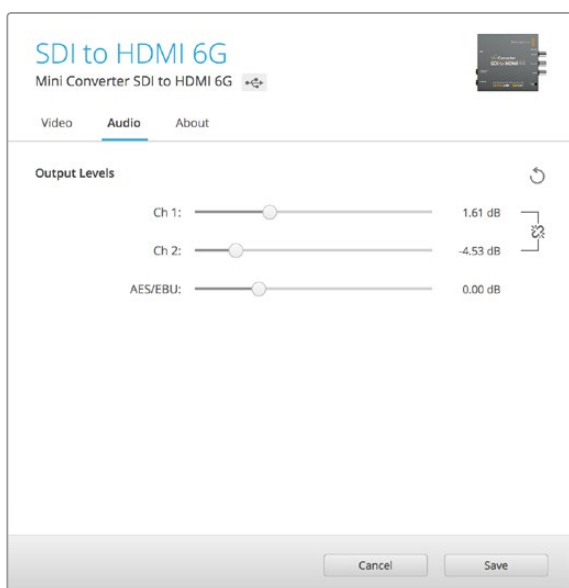 SDI to HDMI 6G
Mini Converter SDI to HDMI 6G
Video Audio About
Output Levels
Ch 1: 1.61 dB
Ch 2: -4.53 dB
AES/EBU: 0.00 dB
Cancel Save